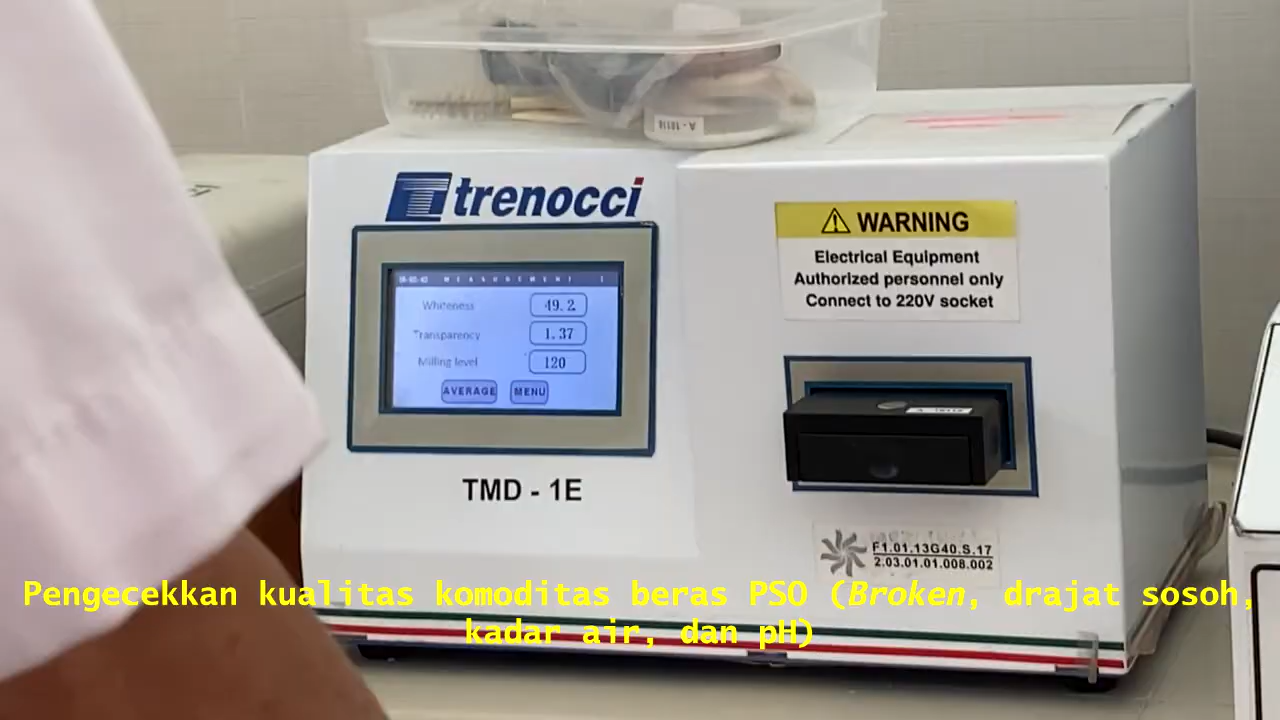 A-18116
trenocci
MEASUREMENT
Whiteness 49.2
Transparency 1.37
Milling level 120
AVERAGE MENU
TMD - 1E
WARNING
Electrical Equipment
Authorized personnel only
Connect to 220V socket
F1.01.13G40.S.17
2.03.01.01.008.002
Pengecekkan kualitas komoditas beras PSO (Broken, drajat sosoh,
kadar air, dan pH)